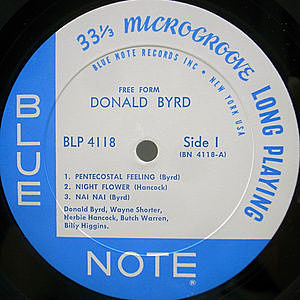 33⅓ MICROGROOVE LONG PLAYING
BLUE NOTE RECORDS INC • NEW YORK USA
FREE FORM
DONALD BYRD
BLP 4118
Side 1
(BN 4118-A)
1. PENTECOSTAL FEELING (Byrd)
2. NIGHT FLOWER (Hancock)
3. NAI NAI (Byrd)
Donald Byrd, Wayne Shorter,
Herbie Hancock, Butch Warren,
Billy Higgins.
BLUE
NOTE®